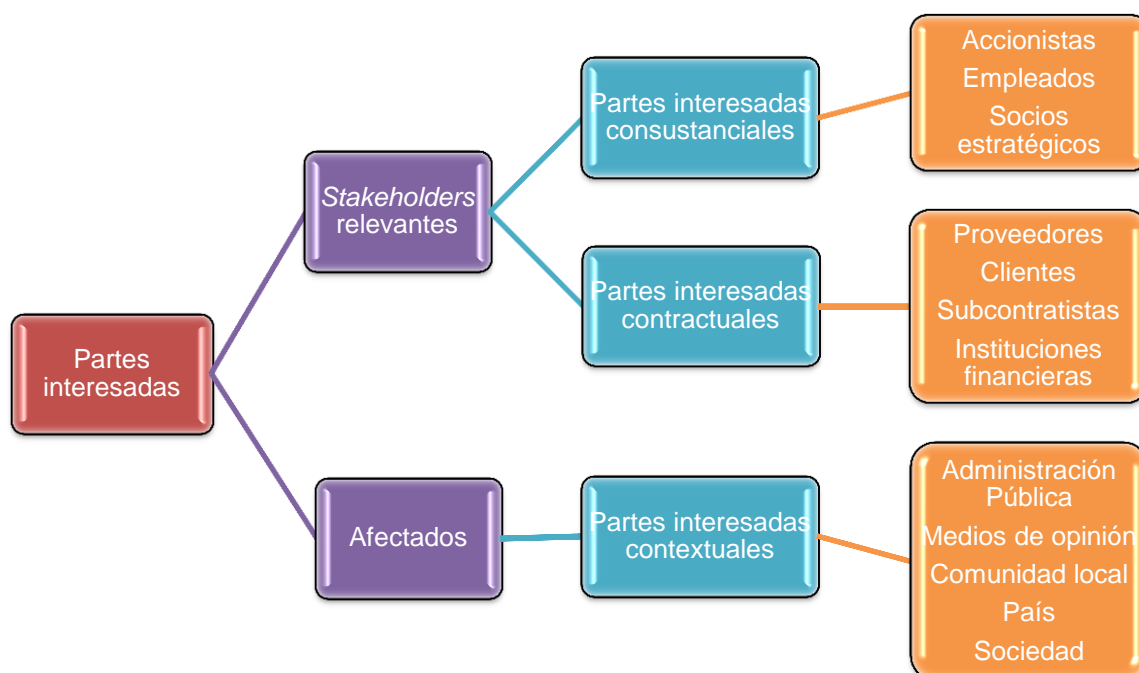 Partes
interesadas
Stakeholders
relevantes
Partes interesadas
consustanciales
Accionistas
Empleados
Socios
estratégicos
Partes interesadas
contractuales
Proveedores
Clientes
Subcontratistas
Instituciones
financieras
Afectados
Partes interesadas
contextuales
Administración
Pública
Medios de opinión
Comunidad local
País
Sociedad